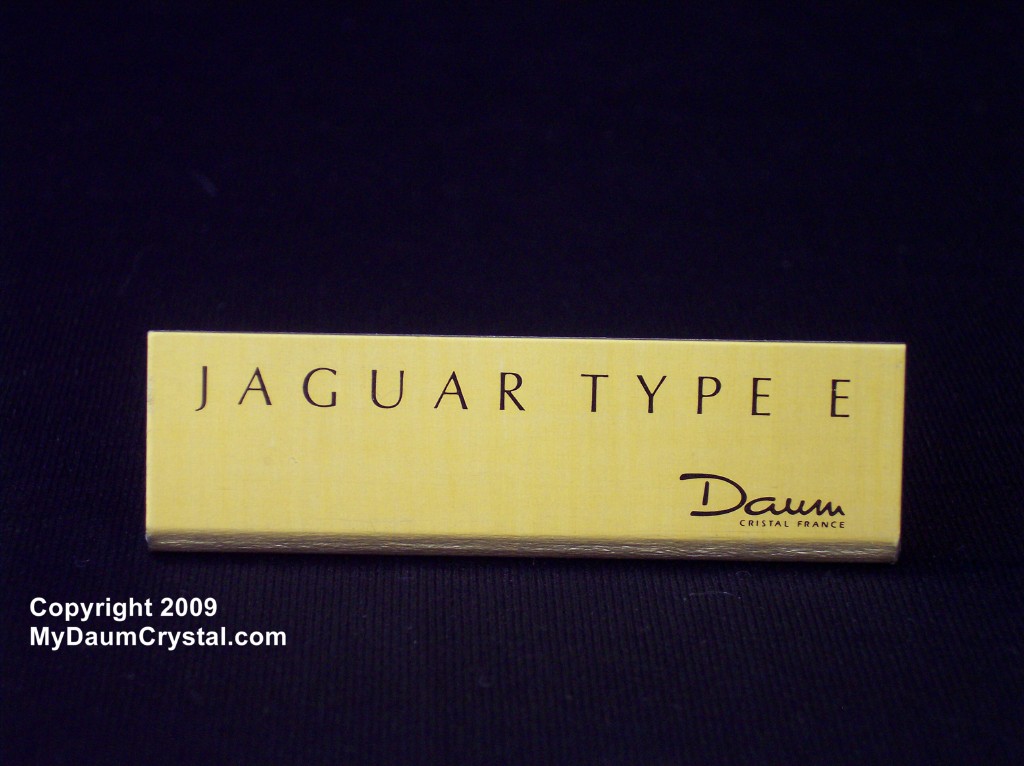 JAGUAR TYPE E
Daum
CRISTAL FRANCE
Copyright 2009
MyDaumCrystal.com